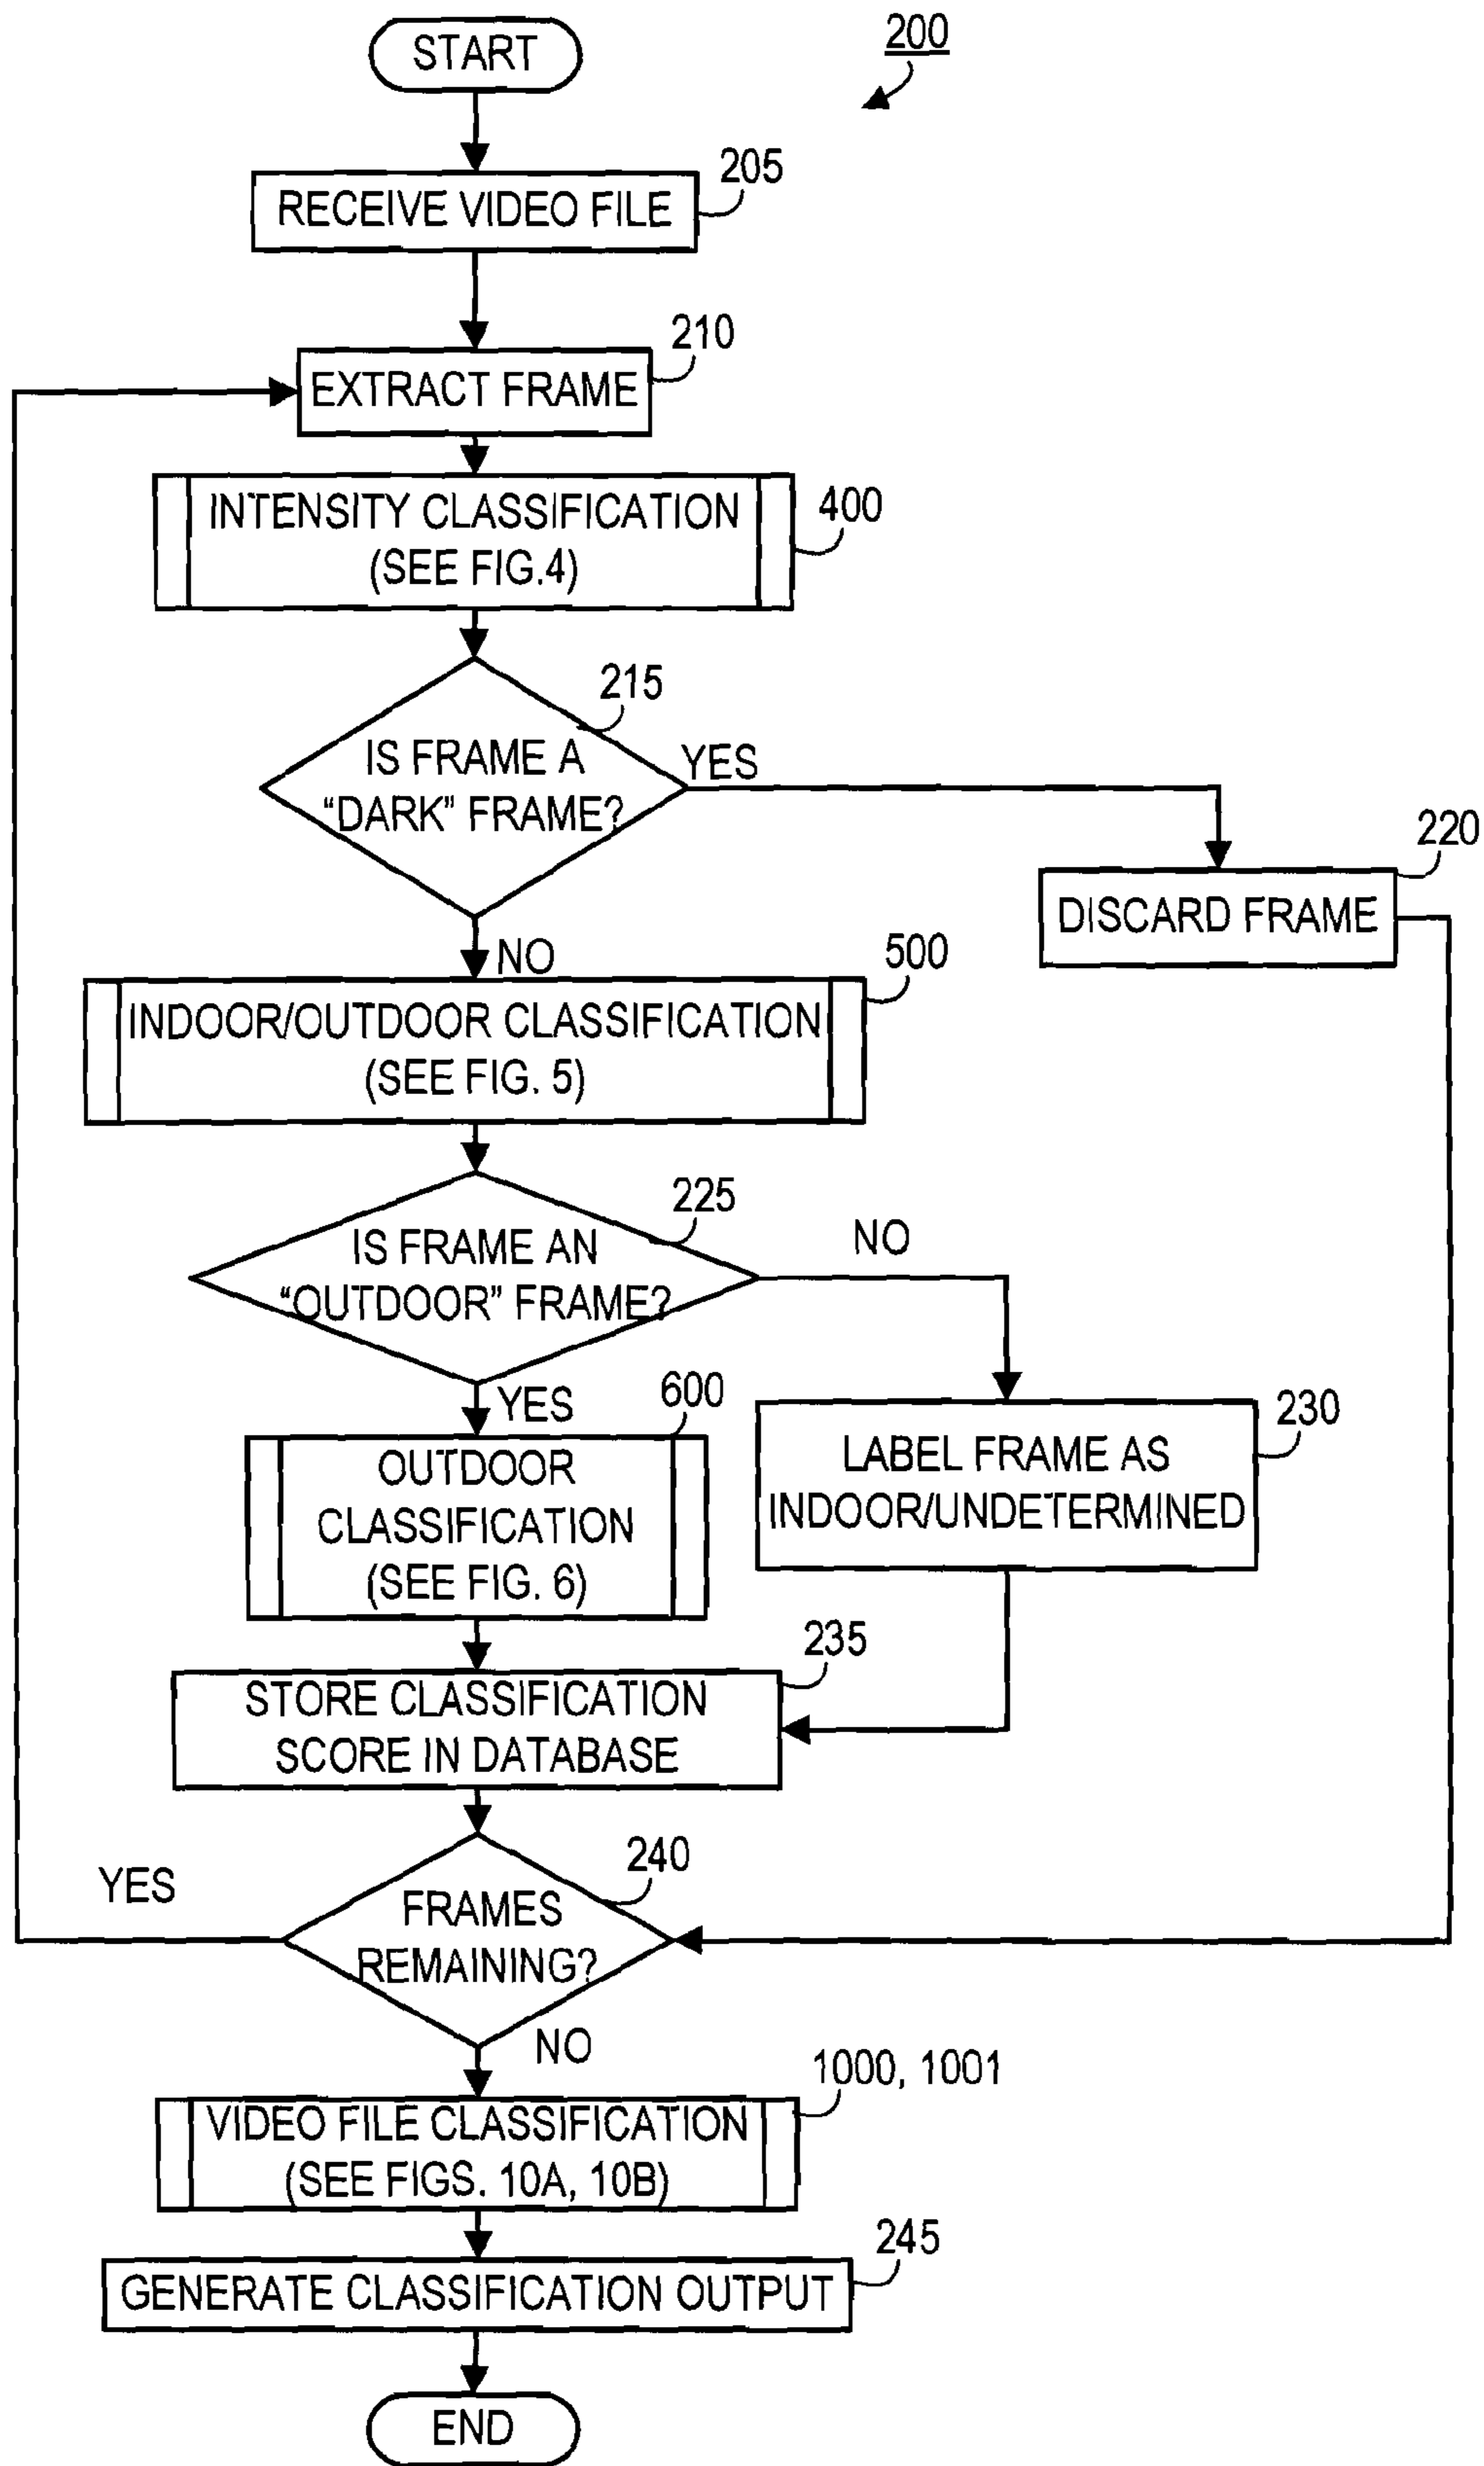 START
200
RECEIVE VIDEO FILE
205
EXTRACT FRAME
210
INTENSITY CLASSIFICATION
(SEE FIG.4)
400
IS FRAME A
“DARK” FRAME?
215
YES
DISCARD FRAME
220
NO
INDOOR/OUTDOOR CLASSIFICATION
(SEE FIG. 5)
500
IS FRAME AN
“OUTDOOR” FRAME?
225
NO
YES
OUTDOOR
CLASSIFICATION
(SEE FIG. 6)
600
LABEL FRAME AS
INDOOR/UNDETERMINED
230
STORE CLASSIFICATION
SCORE IN DATABASE
235
FRAMES
REMAINING?
240
YES
NO
VIDEO FILE CLASSIFICATION
(SEE FIGS. 10A, 10B)
1000, 1001
GENERATE CLASSIFICATION OUTPUT
245
END